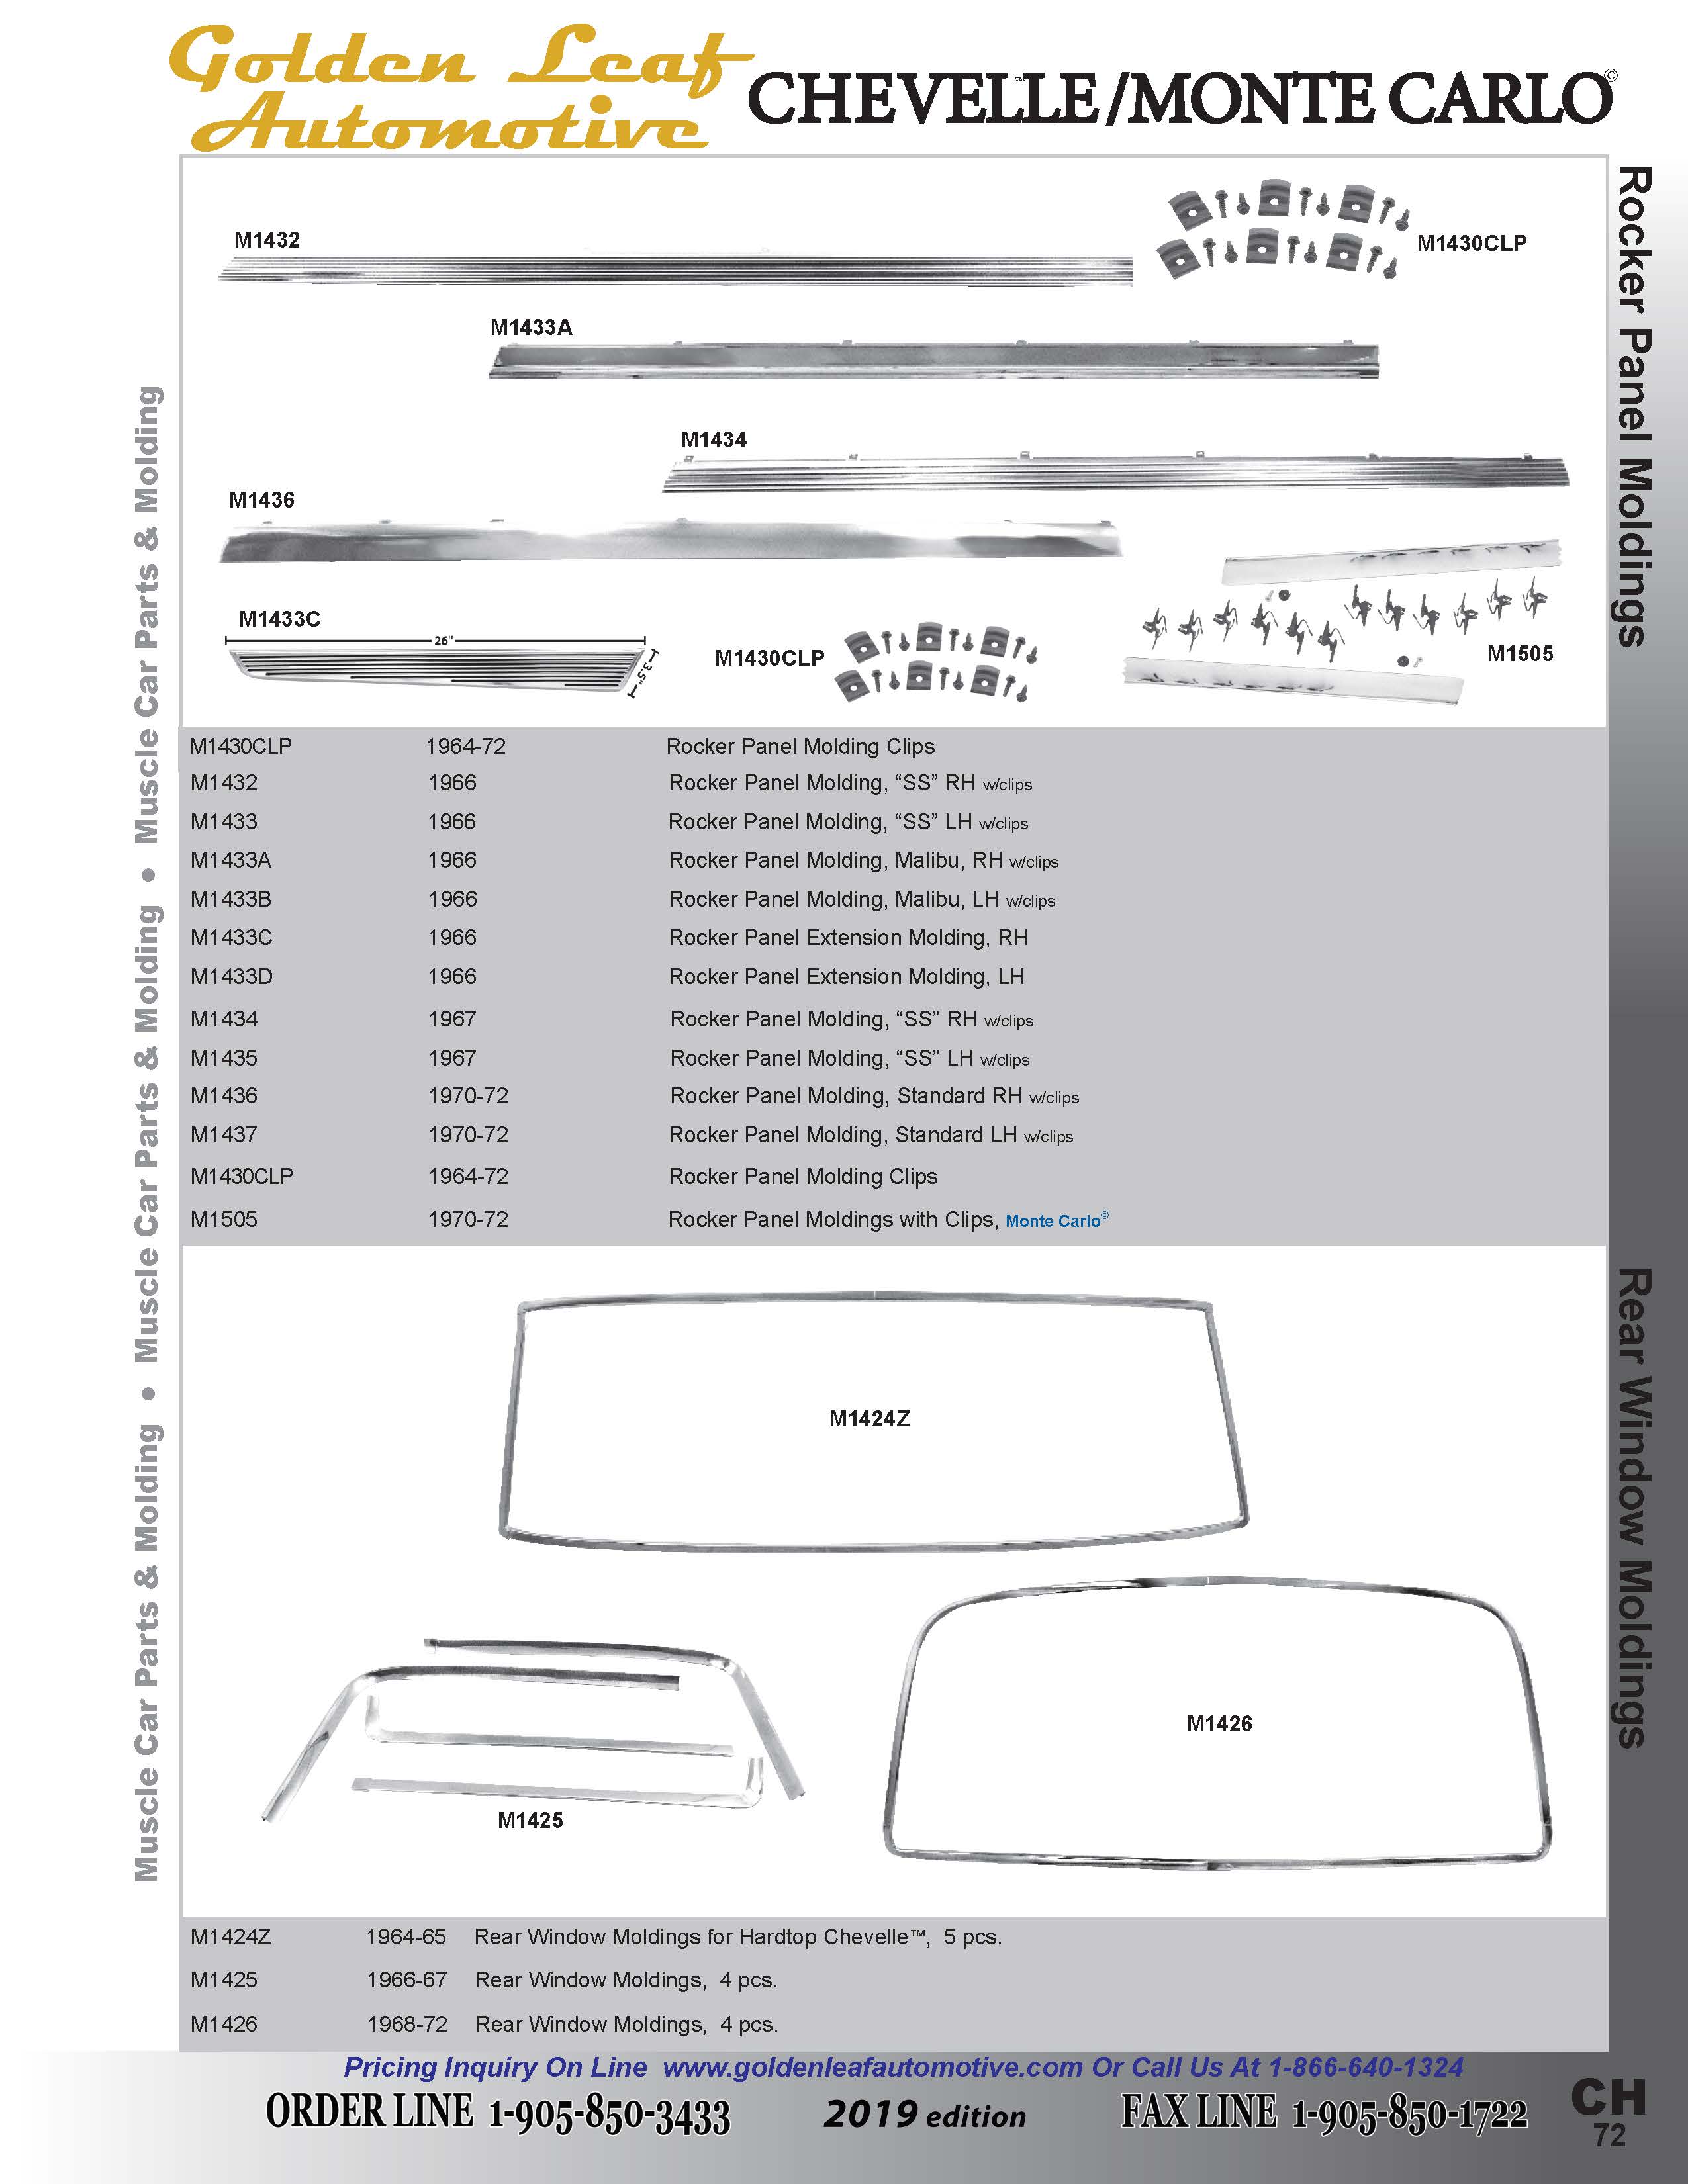 Golden Leaf
Automotive
CHEVELLE™/MONTE CARLO©
M1432
M1430CLP
M1433A
M1434
M1436
M1433C
26"
3.5"
M1430CLP
M1505
Rocker Panel Moldings
Muscle Car Parts & Molding • Muscle Car Parts & Molding • Muscle Car Parts & Molding
M1430CLP 1964-72 Rocker Panel Molding Clips
M1432 1966 Rocker Panel Molding, “SS” RH w/clips
M1433 1966 Rocker Panel Molding, “SS” LH w/clips
M1433A 1966 Rocker Panel Molding, Malibu, RH w/clips
M1433B 1966 Rocker Panel Molding, Malibu, LH w/clips
M1433C 1966 Rocker Panel Extension Molding, RH
M1433D 1966 Rocker Panel Extension Molding, LH
M1434 1967 Rocker Panel Molding, “SS” RH w/clips
M1435 1967 Rocker Panel Molding, “SS” LH w/clips
M1436 1970-72 Rocker Panel Molding, Standard RH w/clips
M1437 1970-72 Rocker Panel Molding, Standard LH w/clips
M1430CLP 1964-72 Rocker Panel Molding Clips
M1505 1970-72 Rocker Panel Moldings with Clips, Monte Carlo©
Rear Window Moldings
M1424Z
M1426
M1425
M1424Z 1964-65 Rear Window Moldings for Hardtop Chevelle™, 5 pcs.
M1425 1966-67 Rear Window Moldings, 4 pcs.
M1426 1968-72 Rear Window Moldings, 4 pcs.
Pricing Inquiry On Line www.goldenleafautomotive.com Or Call Us At 1-866-640-1324
ORDER LINE 1-905-850-3433 2019 edition FAX LINE 1-905-850-1722
CH
72